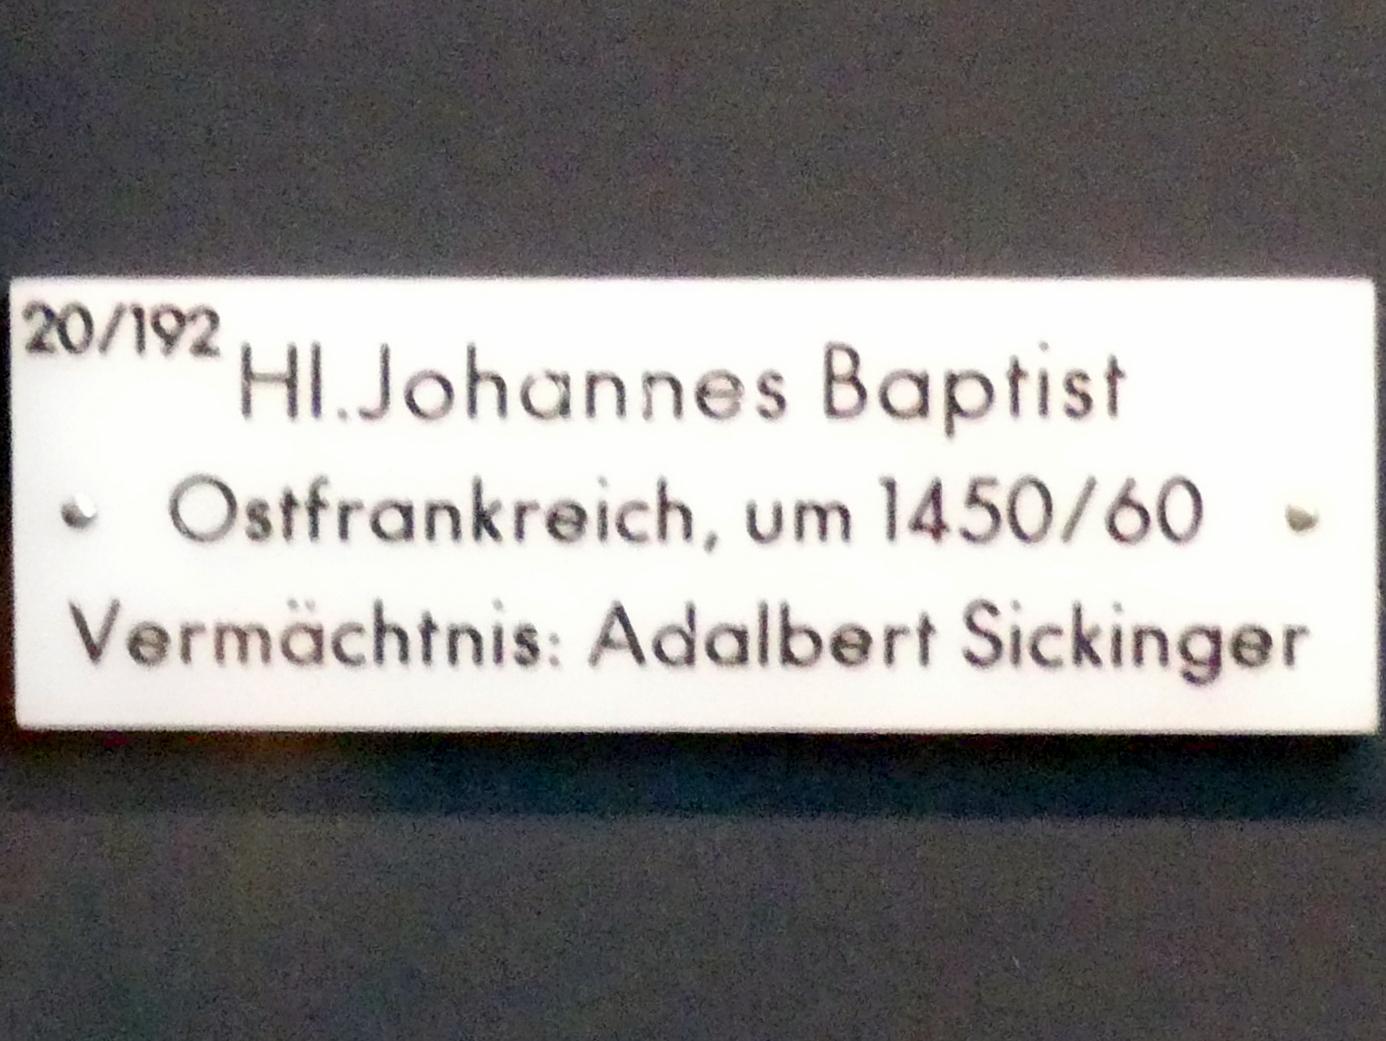 20/192
Hl. Johannes Baptist
Ostfrankreich, um 1450/60
Vermächtnis: Adalbert Sickinger